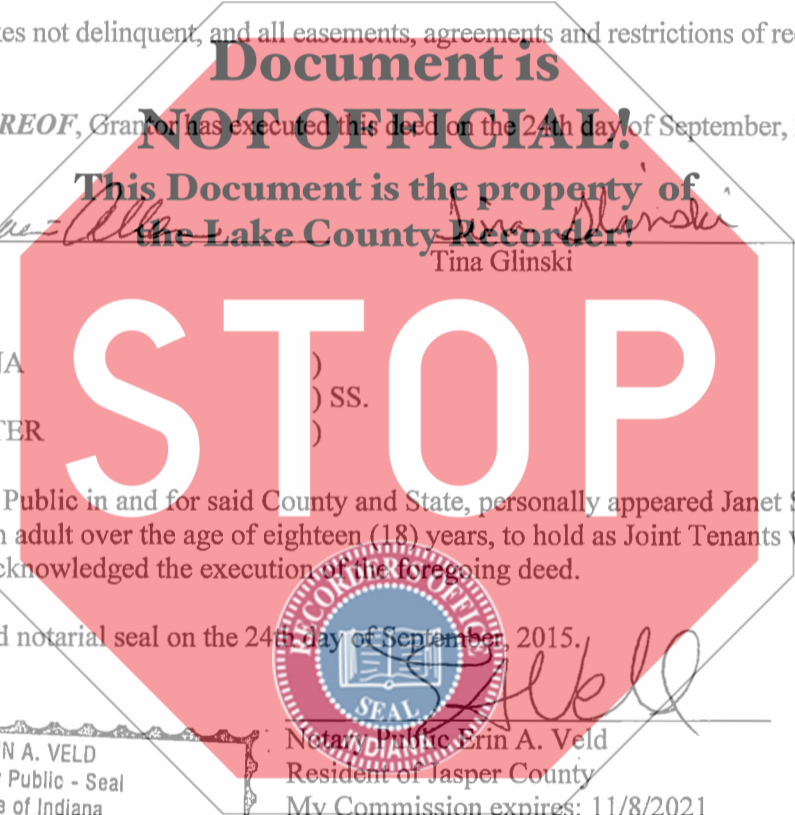 es not delinquent, and all easements, agreements and restrictions of re
Document is
REOF, Grantor has executed this deed on the 24th day of September,
NOT OFFICIAL!
This Document is the property of
the Lake County Recorder!
Tina Glinski
Tina Glinski
STOP
NA )
) SS.
TER )
Public in and for said County and State, personally appeared Janet S
n adult over the age of eighteen (18) years, to hold as Joint Tenants w
cknowledged the execution of the foregoing deed.
d notarial seal on the 24th day of September, 2015.
RECORDER'S OFFICE
SEAL
INDIANA
Notary Public Erin A. Veld
Resident of Jasper County
My Commission expires: 11/8/2021
N A. VELD
Public - Seal
of Indiana